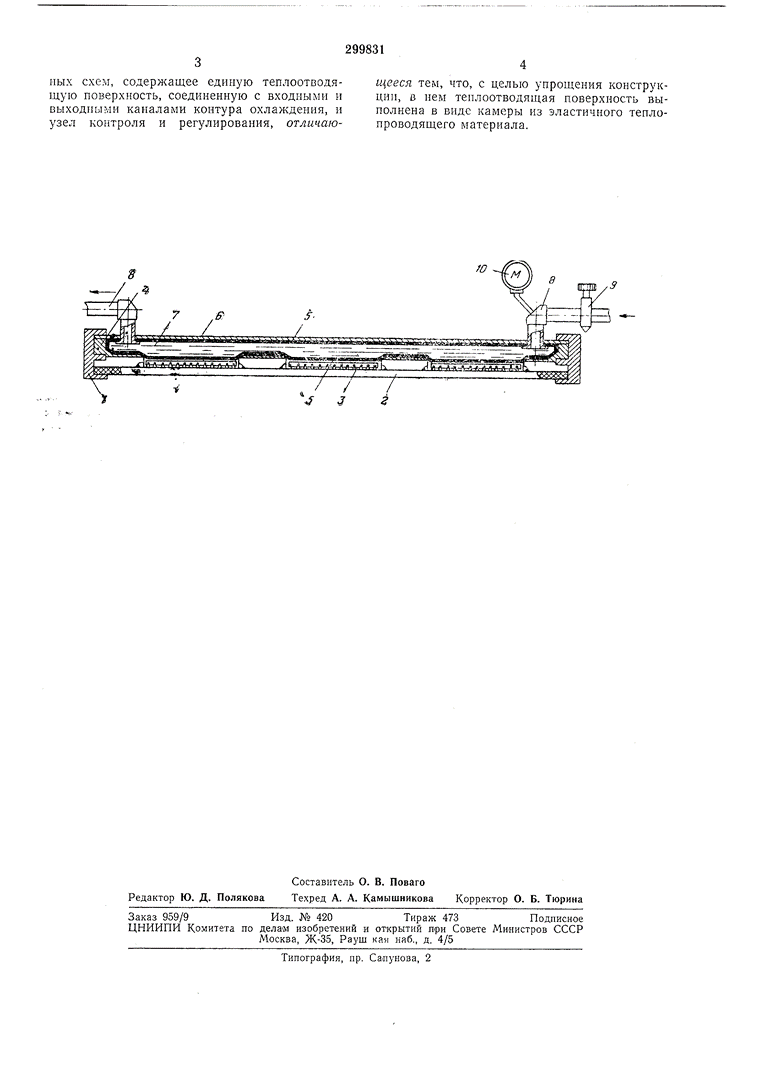 299831
3
4
ных схем, содержащее единую теплоотводя-
щую поверхность, соединенную с входными и
выходными каналами контура охлаждения, и
узел контроля и регулирования, отличаю-
щееся тем, что, с целью упрощения конструк-
ции, в нем теплоотводящая поверхность вы-
полнена в виде камеры из эластичного тепло-
проводящего материала.
8
4
7
6
5
10
М
8
9
5
3
2
Составитель О. В. Поваго
Редактор Ю. Д. Полякова Техред А. А. Камышникова Корректор О. Б. Тюрина
Заказ 959/9 Изд. № 420 Тираж 473 Подписное
ЦНИИПИ Комитета по делам изобретений и открытий при Совете Министров СССР
Москва, Ж-35, Рауш кая наб., д. 4/5
Типография, пр. Сапунова, 2